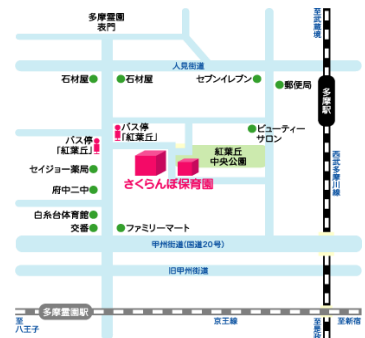 多摩霊園
表門
至武蔵境
人見街道
石材屋
石材屋
セブンイレブン
郵便局
多摩駅
バス停
「紅葉丘」
バス停
「紅葉丘」
ビューティー
サロン
紅葉丘
中央公園
西武多摩川線
セイジョー薬局
さくらんぼ保育園
府中二中
白糸台体育館
交番
ファミリーマート
甲州街道(国道20号)
旧甲州街道
多摩霊園駅
至
八王子
京王線
至是政
至新宿